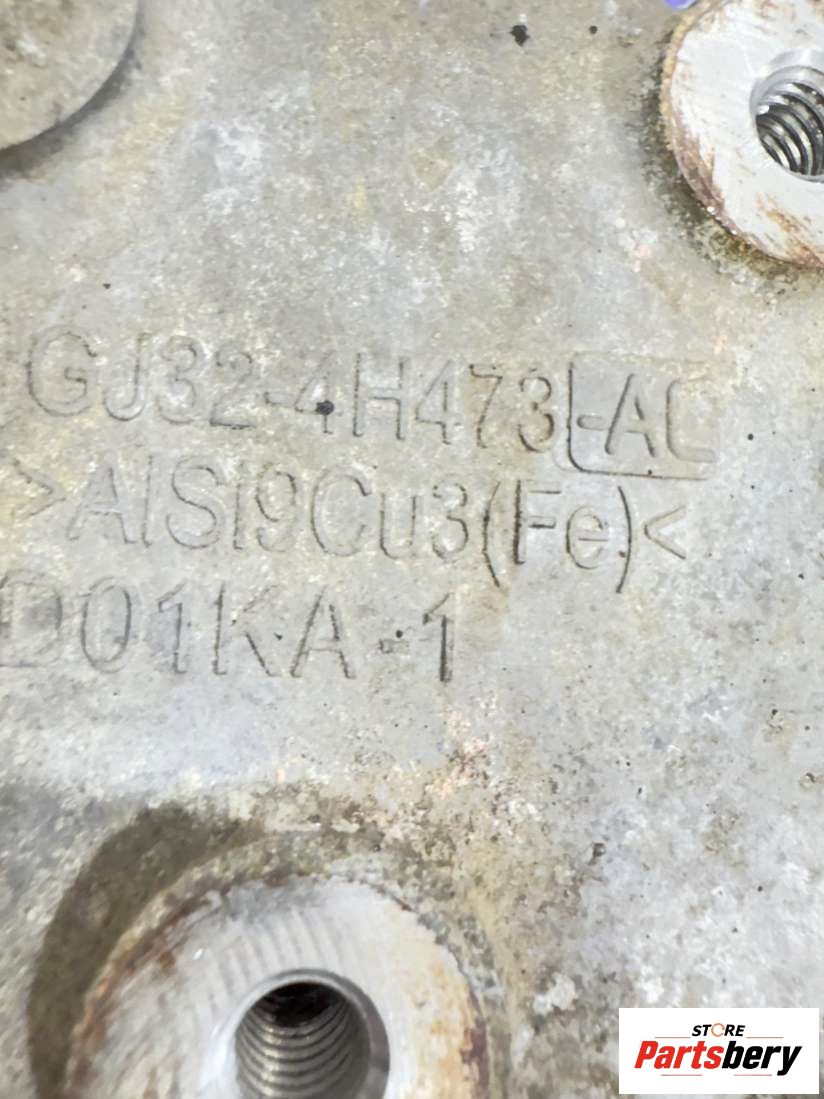 GJ32-4H473-AC
>AlSi9Cu3(Fe)<
D01KA-1
STORE
Partsbery